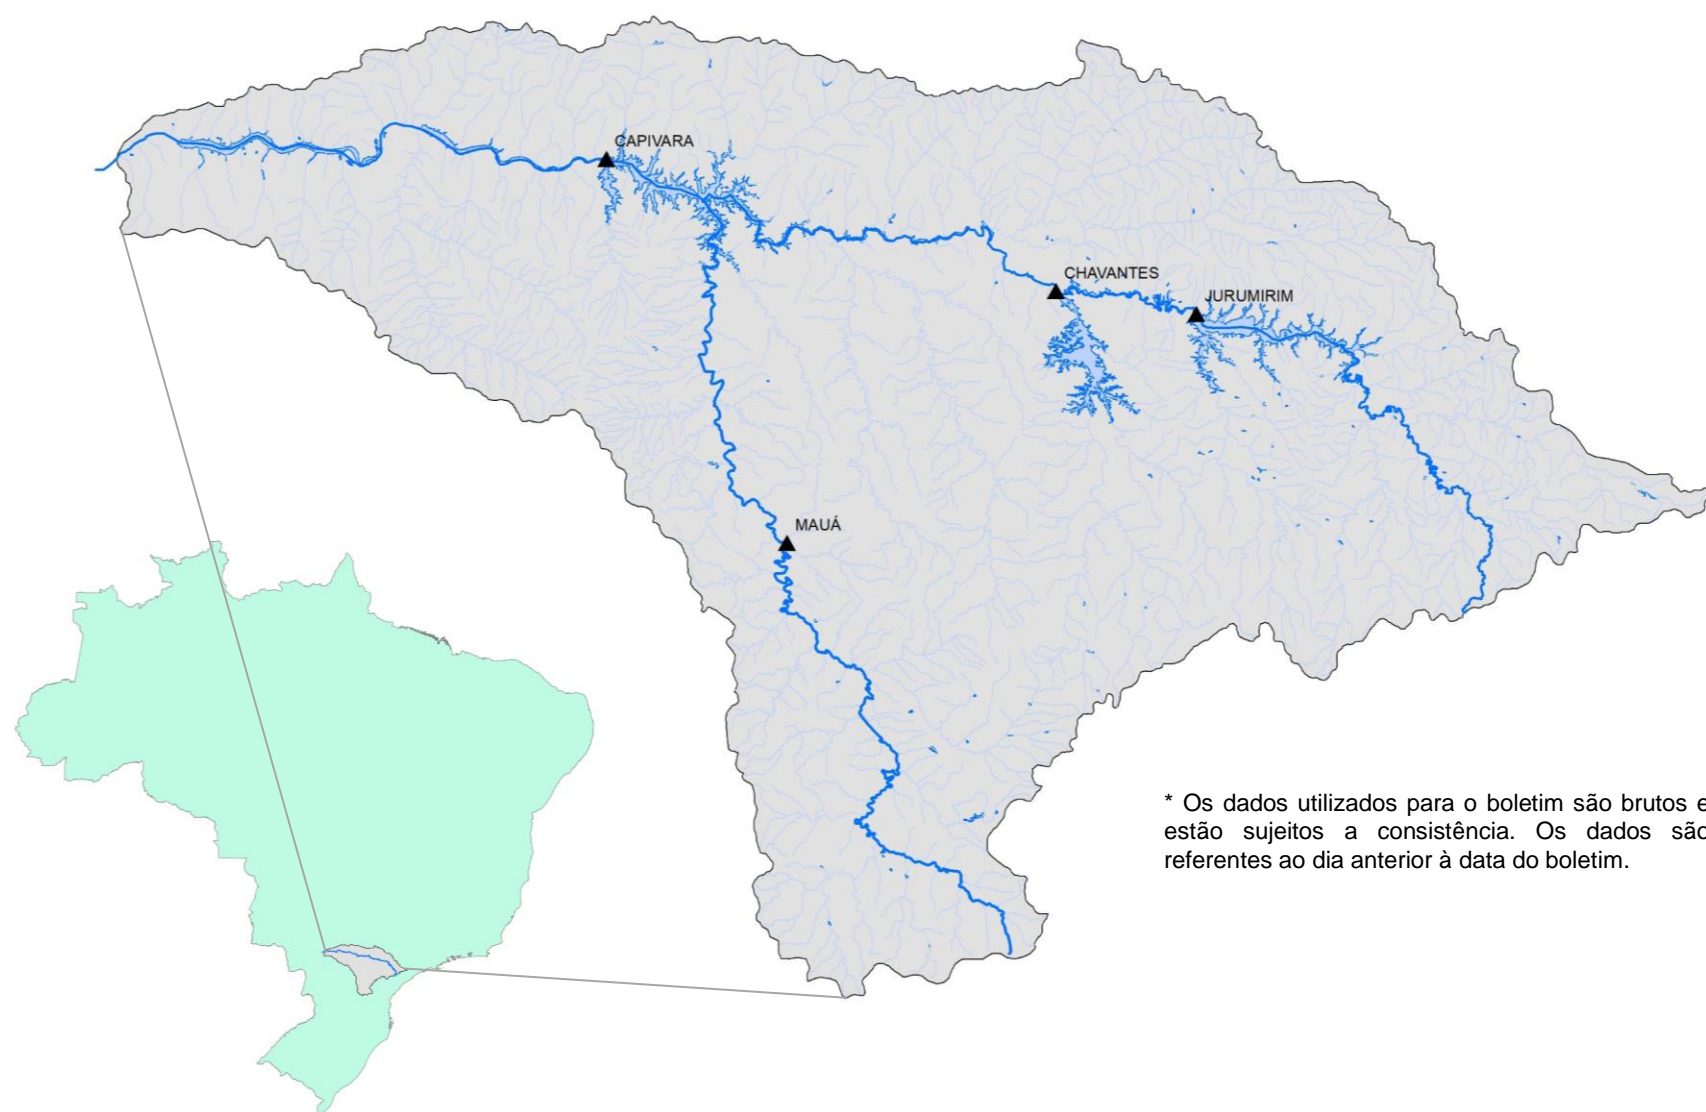 CAPIVARA
CHAVANTES
JURUMIRIM
MAUÁ
* Os dados utilizados para o boletim são brutos e
estão sujeitos a consistência. Os dados são
referentes ao dia anterior à data do boletim.